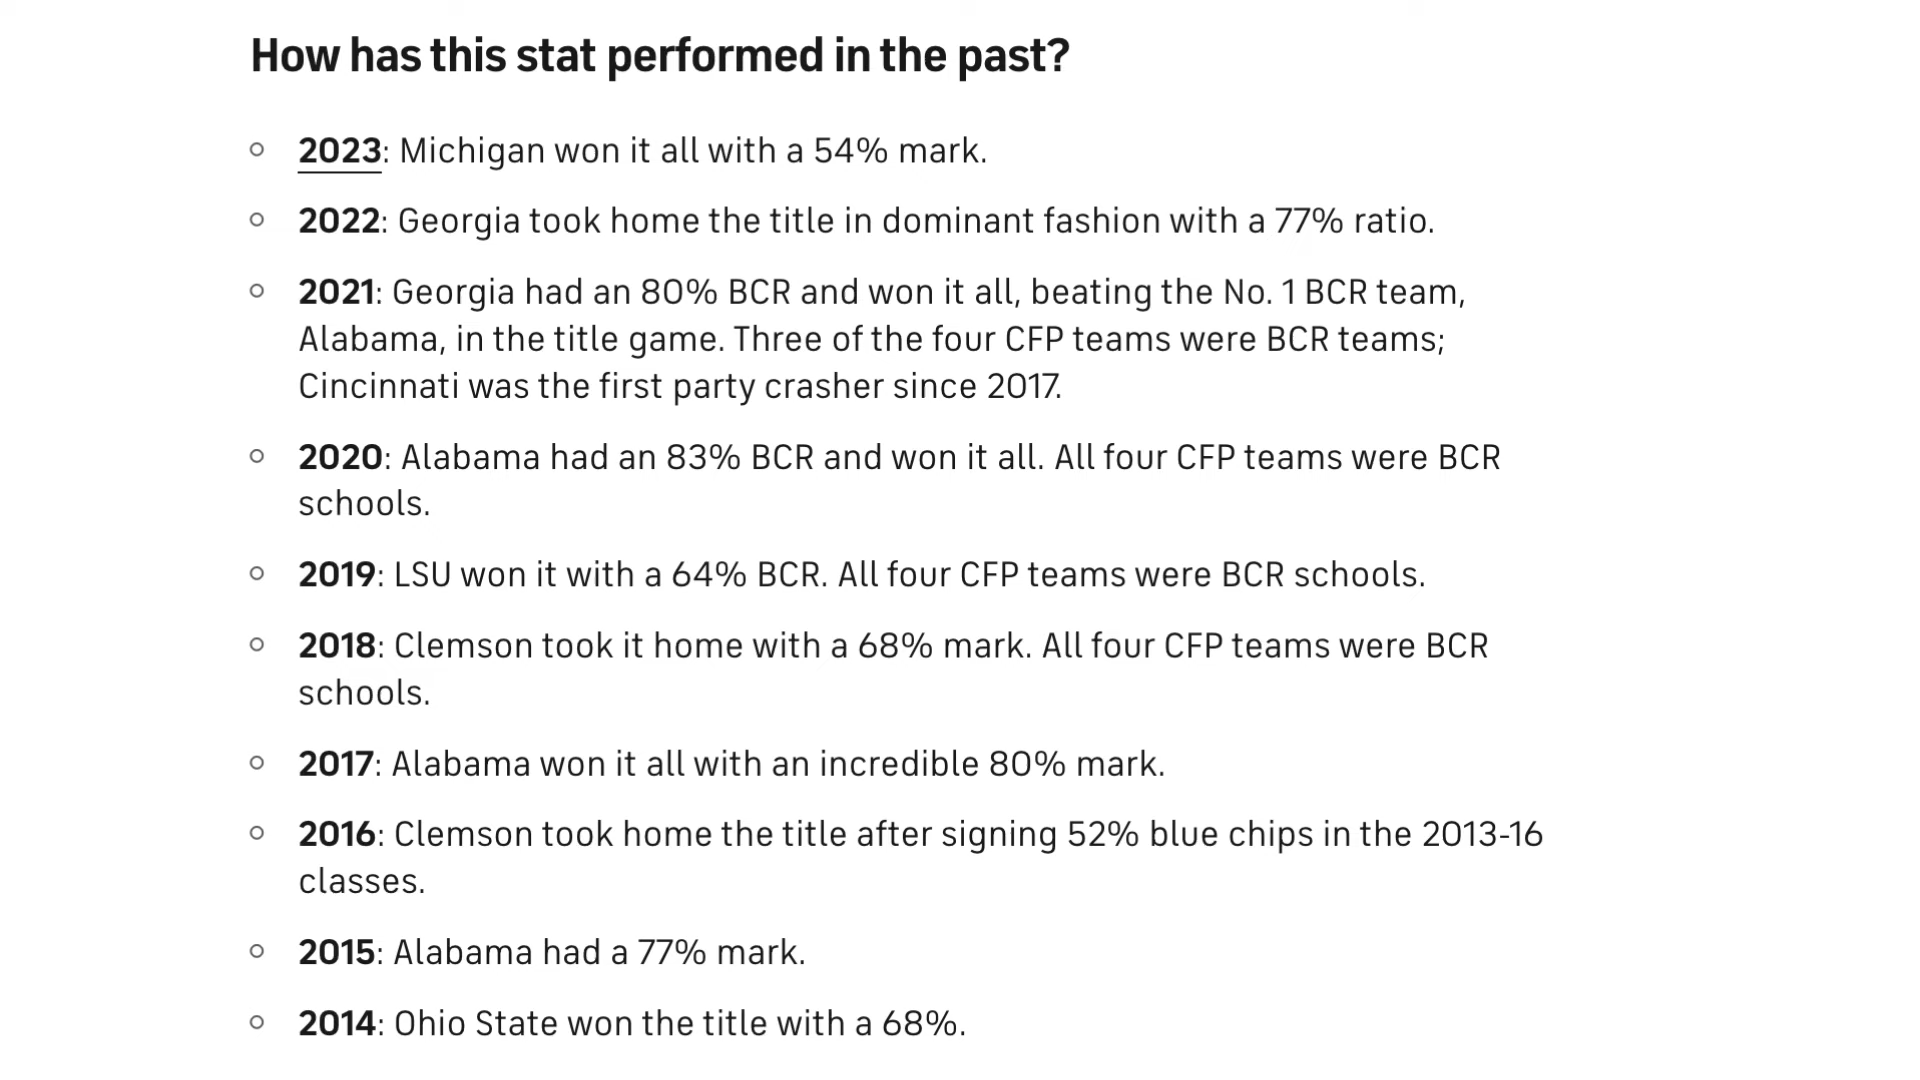 How has this stat performed in the past?
2023: Michigan won it all with a 54% mark.
2022: Georgia took home the title in dominant fashion with a 77% ratio.
2021: Georgia had an 80% BCR and won it all, beating the No. 1 BCR team,
Alabama, in the title game. Three of the four CFP teams were BCR teams;
Cincinnati was the first party crasher since 2017.
2020: Alabama had an 83% BCR and won it all. All four CFP teams were BCR
schools.
2019: LSU won it with a 64% BCR. All four CFP teams were BCR schools.
2018: Clemson took it home with a 68% mark. All four CFP teams were BCR
schools.
2017: Alabama won it all with an incredible 80% mark.
2016: Clemson took home the title after signing 52% blue chips in the 2013-16
classes.
2015: Alabama had a 77% mark.
2014: Ohio State won the title with a 68%.